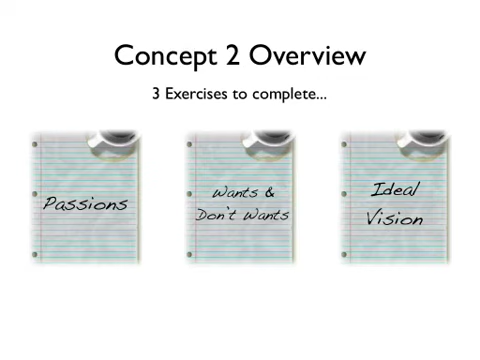 Concept 2 Overview
3 Exercises to complete...
Passions
Wants &
Don't Wants
Ideal
Vision